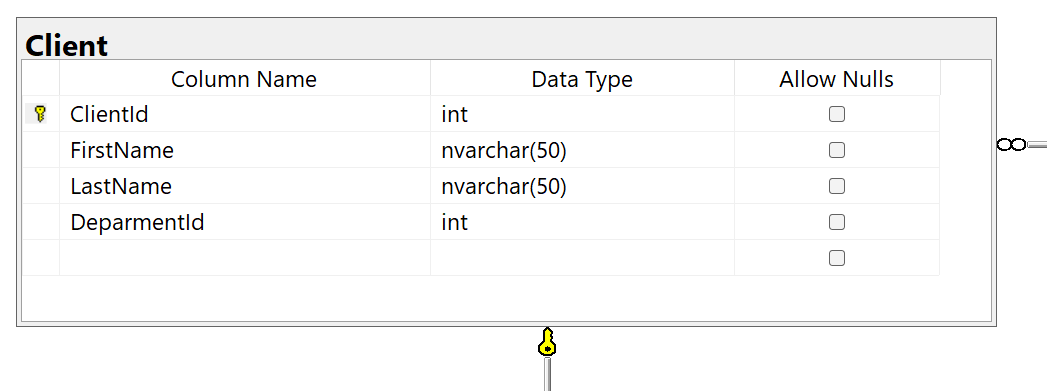 Client
Column Name Data Type Allow Nulls
ClientId int
FirstName nvarchar(50)
LastName nvarchar(50)
DeparmentId int